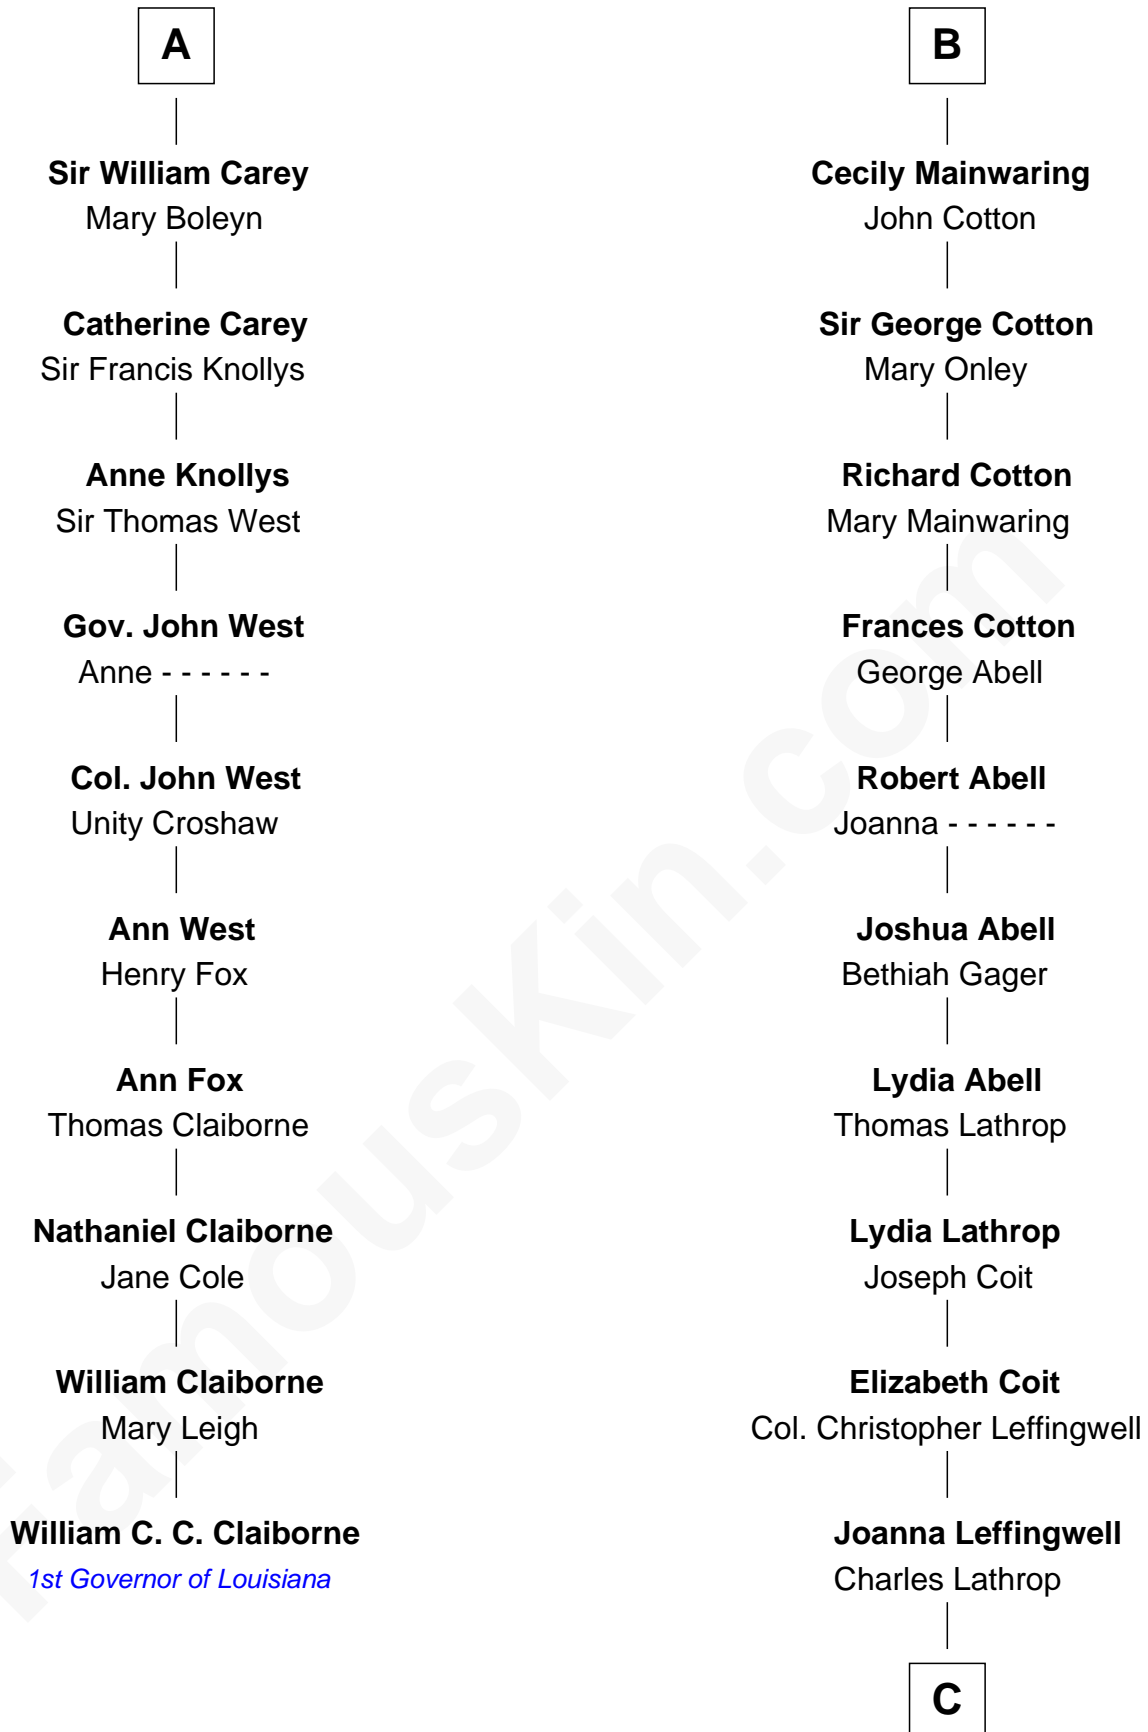 A
Sir William Carey
Mary Boleyn
Catherine Carey
Sir Francis Knollys
Anne Knollys
Sir Thomas West
Gov. John West
Anne - - - - - -
Col. John West
Unity Croshaw
Ann West
Henry Fox
Ann Fox
Thomas Claiborne
Nathaniel Claiborne
Jane Cole
William Claiborne
Mary Leigh
William C. C. Claiborne
1st Governor of Louisiana
B
Cecily Mainwaring
John Cotton
Sir George Cotton
Mary Onley
Richard Cotton
Mary Mainwaring
Frances Cotton
George Abell
Robert Abell
Joanna - - - - - -
Joshua Abell
Bethiah Gager
Lydia Abell
Thomas Lathrop
Lydia Lathrop
Joseph Coit
Elizabeth Coit
Col. Christopher Leffingwell
Joanna Leffingwell
Charles Lathrop
C
FamousKin.com